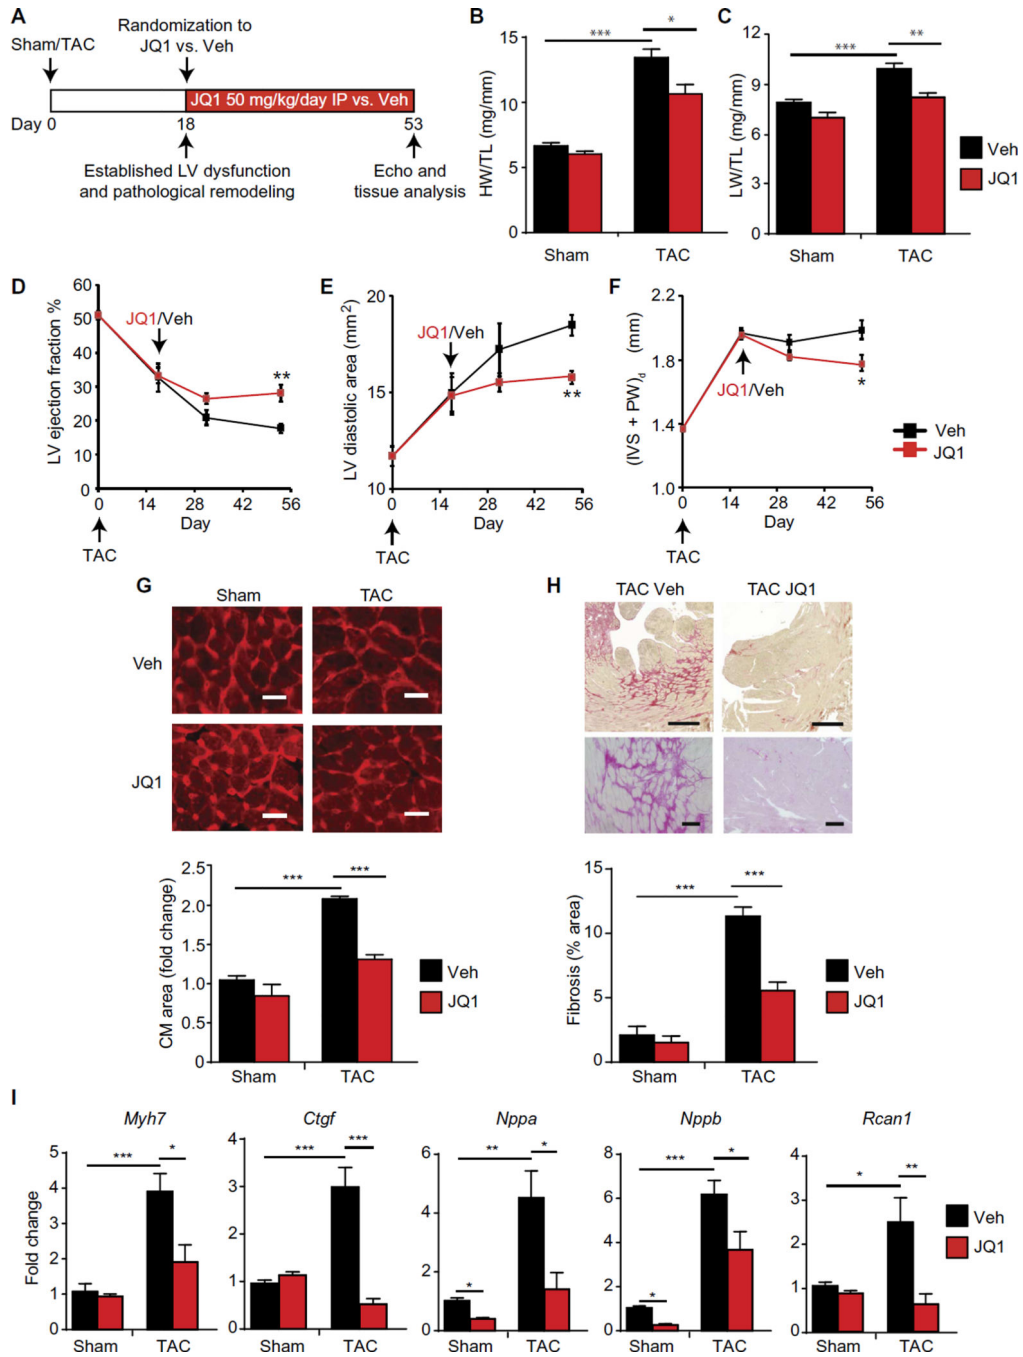 A
Randomization to
JQ1 vs. Veh
Sham/TAC
JQ1 50 mg/kg/day IP vs. Veh
Day 0
18
53
Established LV dysfunction
and pathological remodeling
Echo and
tissue analysis
B
HW/TL (mg/mm)
15
10
5
0
***
*
Sham
TAC
C
LW/TL (mg/mm)
12
9
6
3
0
***
**
Sham
TAC
Veh
JQ1
D
LV ejection fraction %
60
50
40
30
20
10
0
JQ1/Veh
**
0
14
28
42
56
Day
TAC
E
LV diastolic area (mm2)
20
15
10
JQ1/Veh
**
0
14
28
42
56
Day
TAC
F
(IVS + PW)d (mm)
2.2
1.8
1.4
1.0
JQ1/Veh
*
0
14
28
42
56
Day
TAC
Veh
JQ1
G
Sham
TAC
Veh
JQ1
CM area (fold change)
2.5
2.0
1.5
1.0
0.5
0
***
***
Sham
TAC
Veh
JQ1
H
TAC Veh
TAC JQ1
Fibrosis (% area)
15
10
5
0
***
***
Sham
TAC
Veh
JQ1
I
Fold change
Myh7
5
4
3
2
1
0
***
*
Sham
TAC
Ctgf
4
3
2
1
0
***
***
Sham
TAC
Nppa
6
4
2
0
*
**
*
Sham
TAC
Nppb
8
6
4
2
0
*
***
*
Sham
TAC
Rcan1
4
3
2
1
0
*
**
Sham
TAC
Veh
JQ1